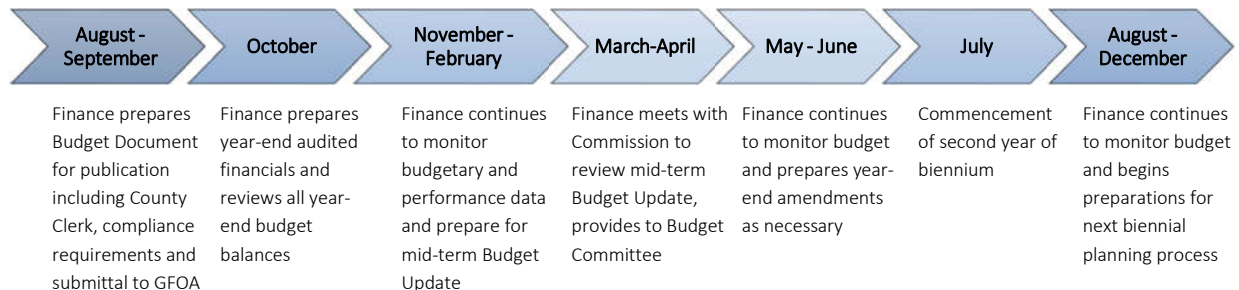 August -
September
October
November -
February
March-April
May - June
July
August -
December
Finance prepares
Budget Document
for publication
including County
Clerk, compliance
requirements and
submittal to GFOA
Finance prepares
year-end audited
financials and
reviews all year-
end budget
balances
Finance continues
to monitor
budgetary and
performance data
and prepare for
mid-term Budget
Update
Finance meets with
Commission to
review mid-term
Budget Update,
provides to Budget
Committee
Finance continues
to monitor budget
and prepares year-
end amendments
as necessary
Commencement
of second year of
biennium
Finance continues
to monitor budget
and begins
preparations for
next biennial
planning process